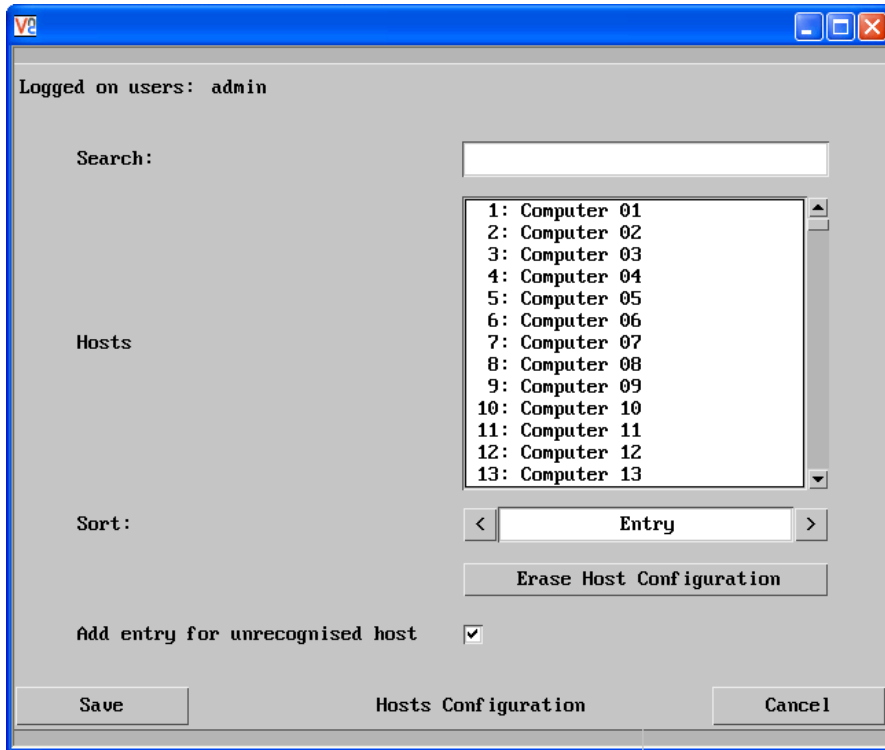 Logged on users: admin
Search:
Hosts
1: Computer 01
2: Computer 02
3: Computer 03
4: Computer 04
5: Computer 05
6: Computer 06
7: Computer 07
8: Computer 08
9: Computer 09
10: Computer 10
11: Computer 11
12: Computer 12
13: Computer 13
Sort:
< Entry >
Erase Host Configuration
Add entry for unrecognised host
Save Hosts Configuration Cancel